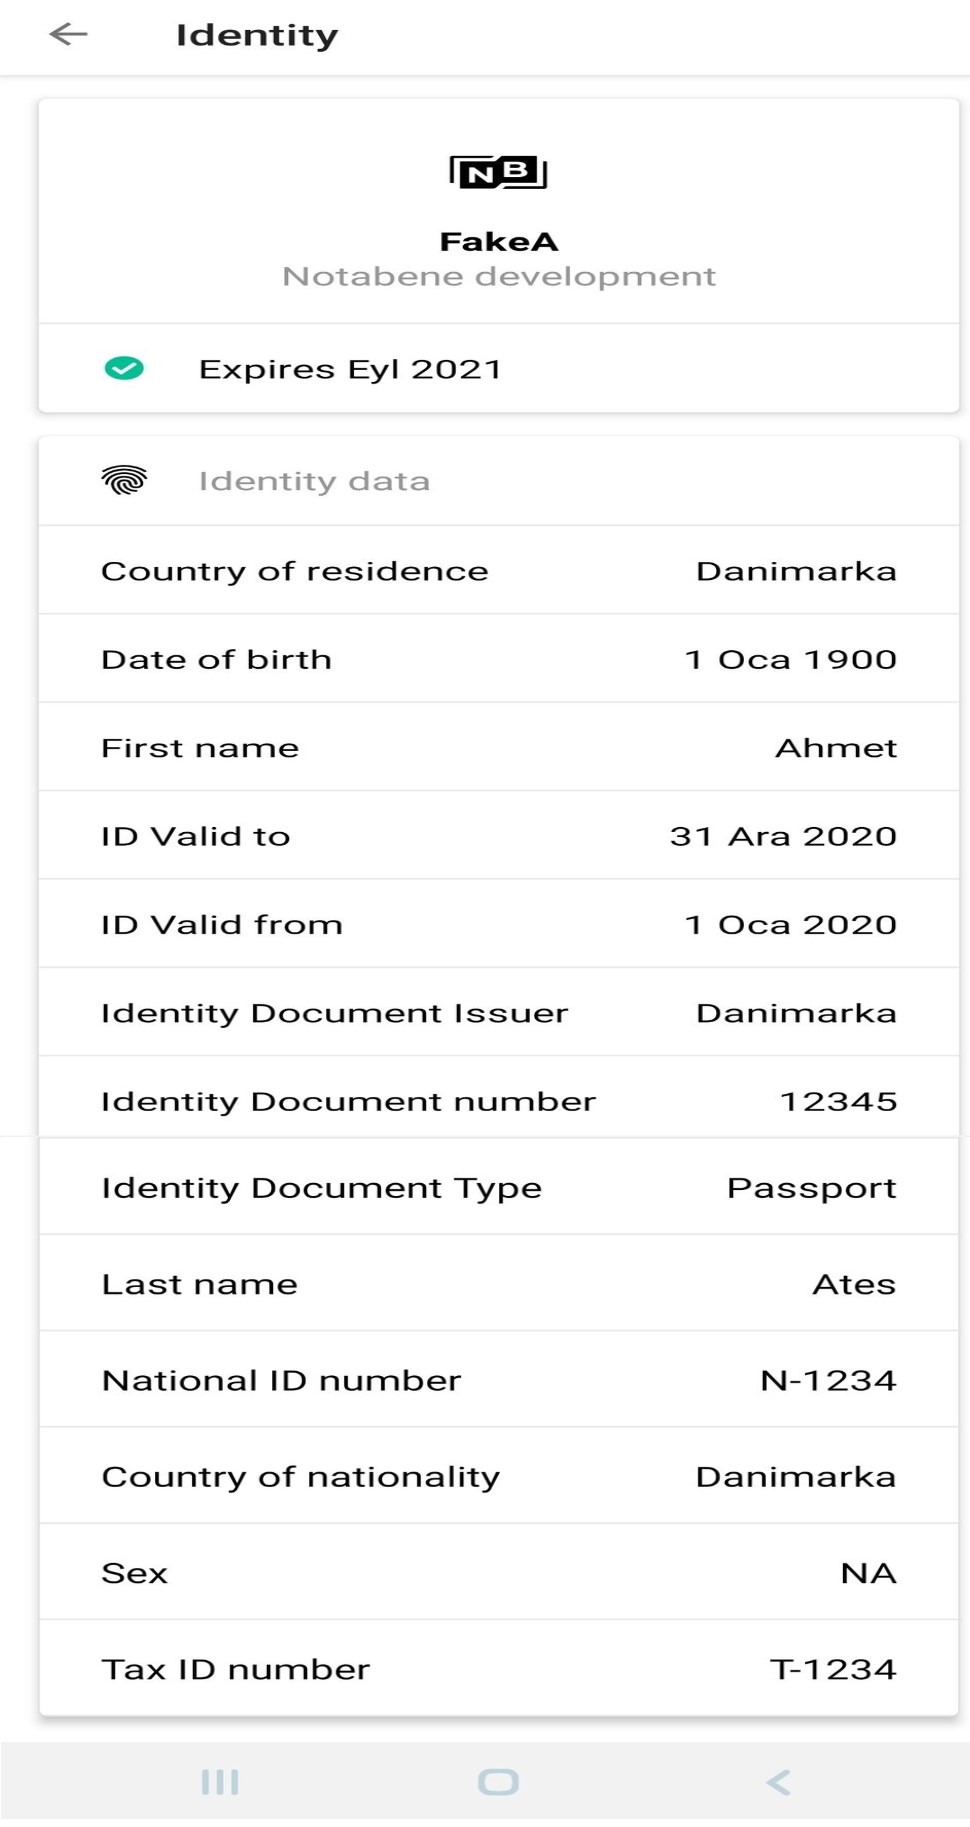 Identity
NB
FakeA
Notabene development
Expires Eyl 2021
Identity data
Country of residence Danimarka
Date of birth 1 Oca 1900
First name Ahmet
ID Valid to 31 Ara 2020
ID Valid from 1 Oca 2020
Identity Document Issuer Danimarka
Identity Document number 12345
Identity Document Type Passport
Last name Ates
National ID number N-1234
Country of nationality Danimarka
Sex NA
Tax ID number T-1234